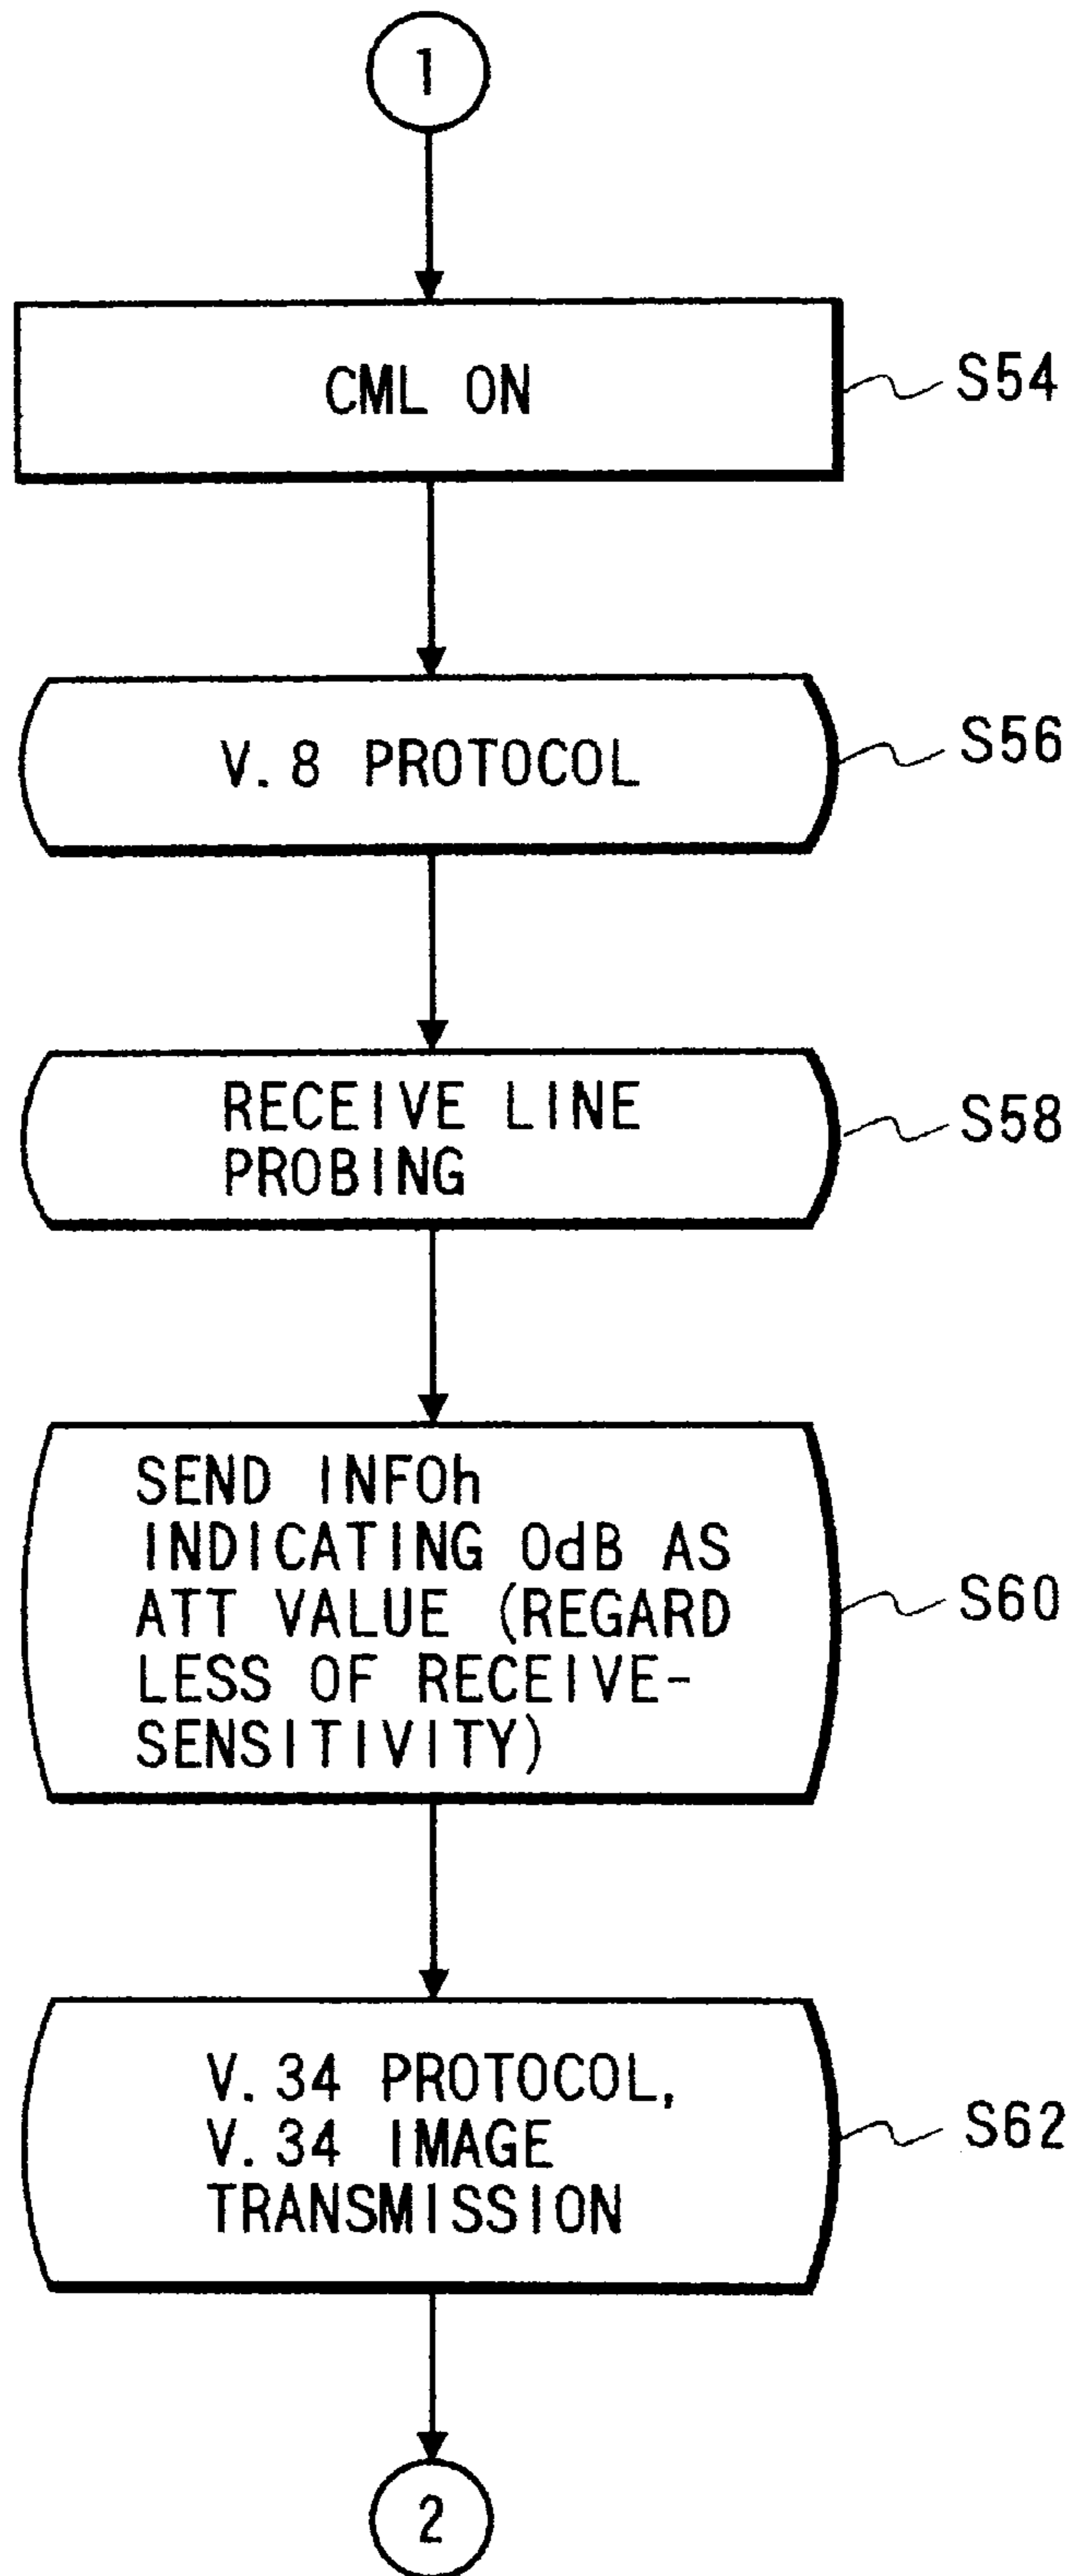 1
CML ON
S54
V.8 PROTOCOL
S56
RECEIVE LINE
PROBING
S58
SEND INFOh
INDICATING 0dB AS
ATT VALUE (REGARD
LESS OF RECEIVE-
SENSITIVITY)
S60
V.34 PROTOCOL,
V.34 IMAGE
TRANSMISSION
S62
2